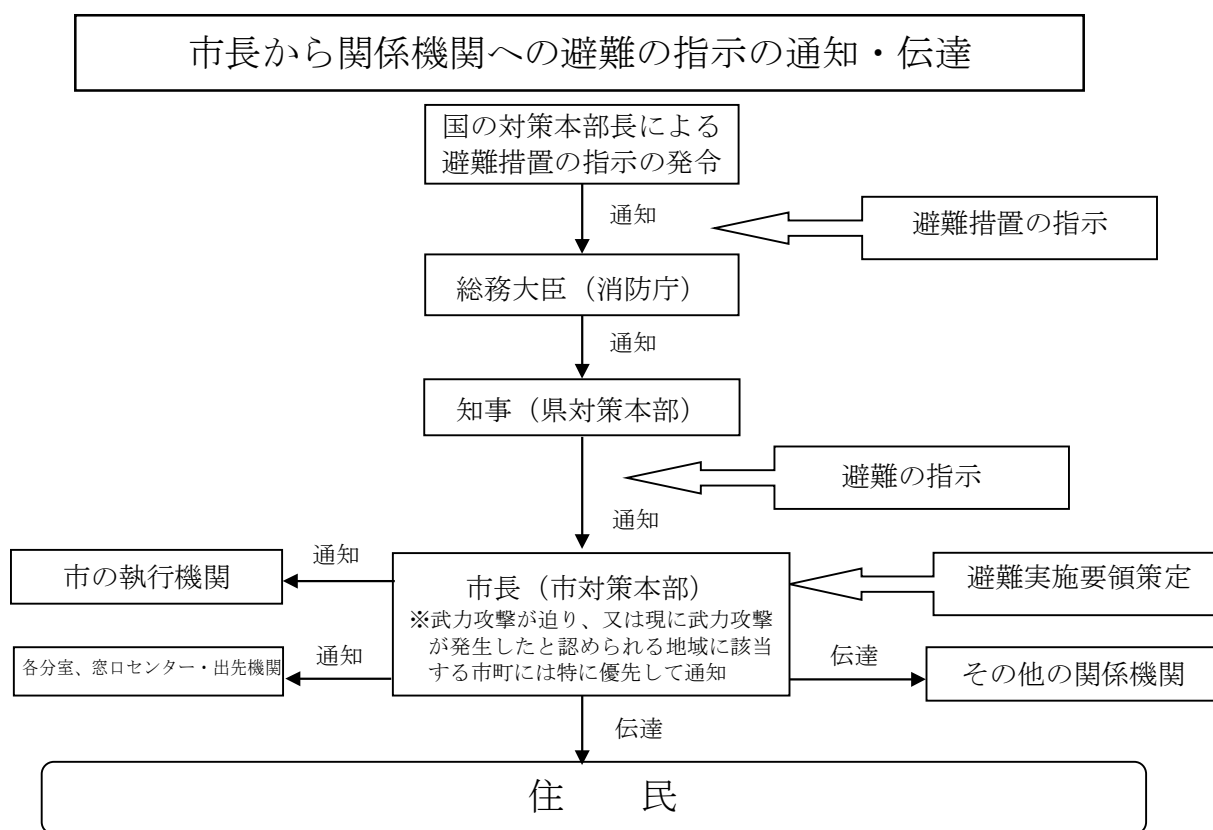 市長から関係機関への避難の指示の通知・伝達
国の対策本部長による
避難措置の指示の発令
通知
避難措置の指示
総務大臣（消防庁）
通知
知事（県対策本部）
避難の指示
通知
市の執行機関
通知
市長（市対策本部）
※武力攻撃が迫り、又は現に武力攻撃
が発生したと認められる地域に該当
する市町には特に優先して通知
避難実施要領策定
各分室、窓口センター・出先機関
通知
伝達
その他の関係機関
伝達
住　　民